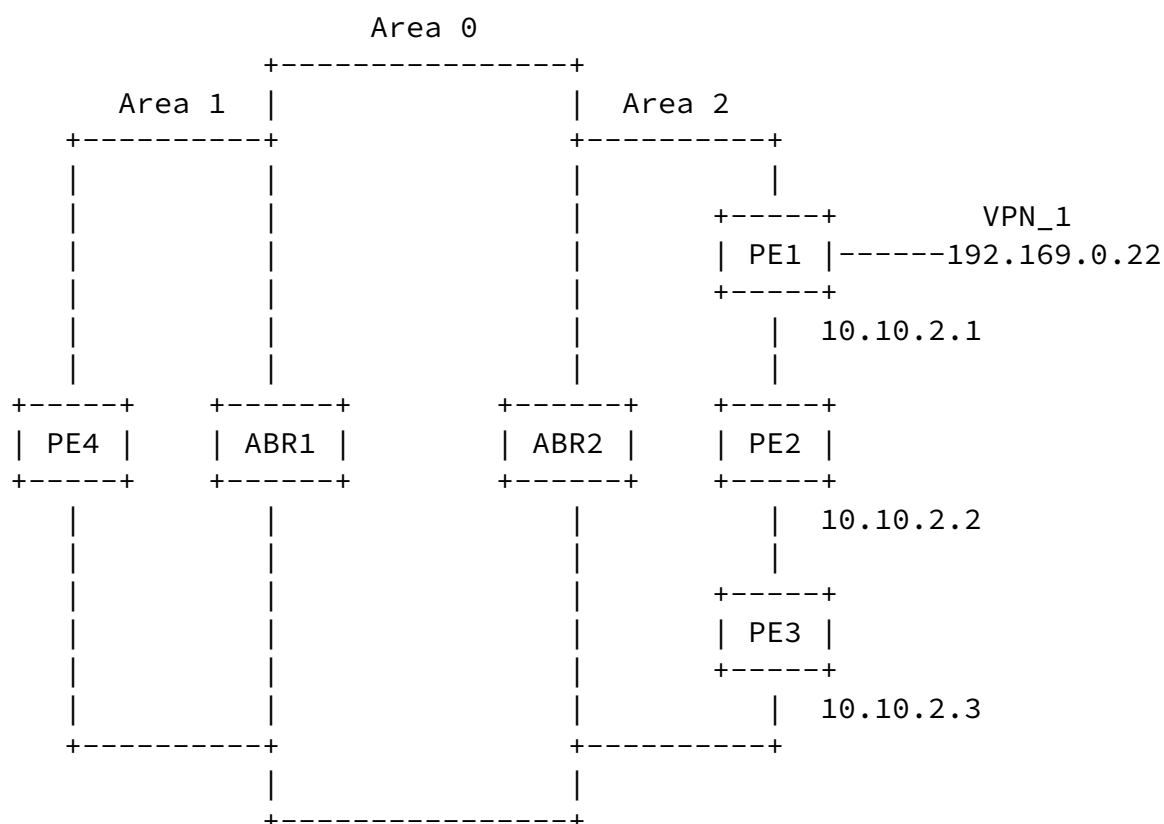 Area 0
Area 1 Area 2
VPN_1
PE1 192.169.0.22
10.10.2.1
PE4 ABR1 ABR2 PE2
10.10.2.2
PE3
10.10.2.3